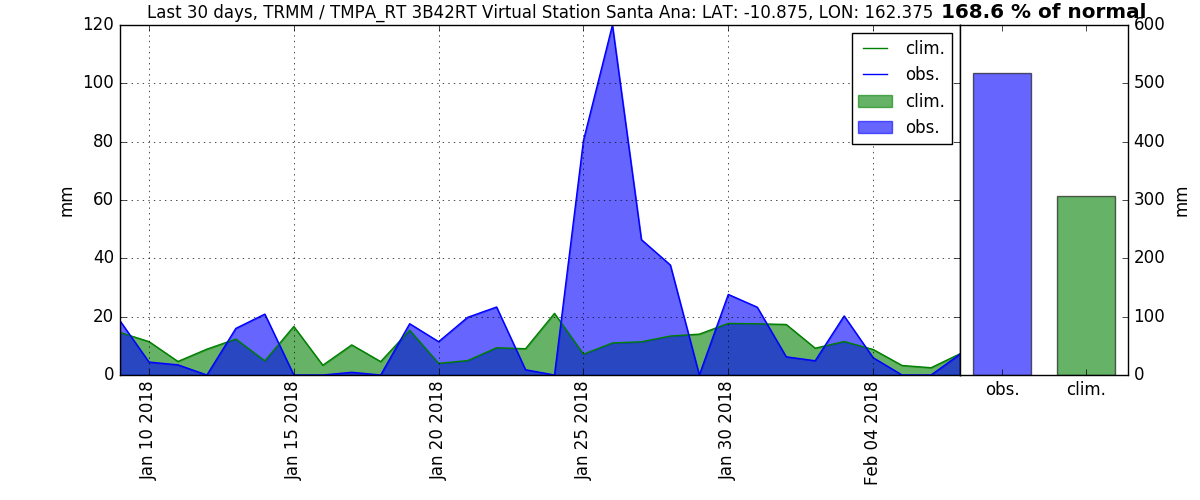 Last 30 days, TRMM / TMPA_RT 3B42RT Virtual Station Santa Ana: LAT: -10.875, LON: 162.375 168.6 % of normal
120
100
80
60
40
20
0
mm
clim.
obs.
clim.
obs.
Jan 10 2018
Jan 15 2018
Jan 20 2018
Jan 25 2018
Jan 30 2018
Feb 04 2018
600
500
400
300
200
100
0
mm
obs. clim.